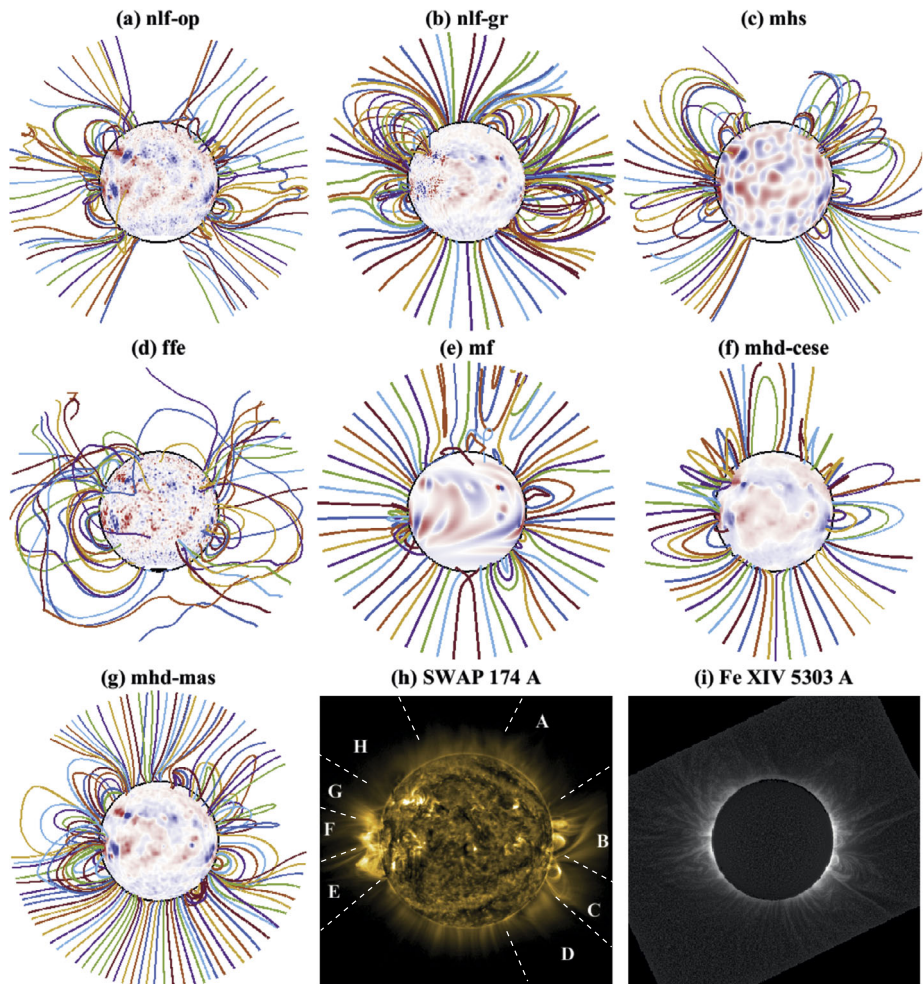 (a) nlf-op
(b) nlf-gr
(c) mhs
(d) ffe
(e) mf
(f) mhd-cese
(g) mhd-mas
(h) SWAP 174 A
(i) Fe XIV 5303 A
A
H
G
F
B
E
C
D